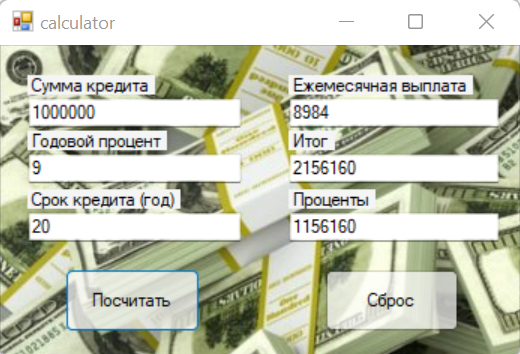 calculator
Сумма кредита
1000000
Годовой процент
9
Срок кредита (год)
20
Ежемесячная выплата
8984
Итог
2156160
Проценты
1156160
Посчитать
Сброс